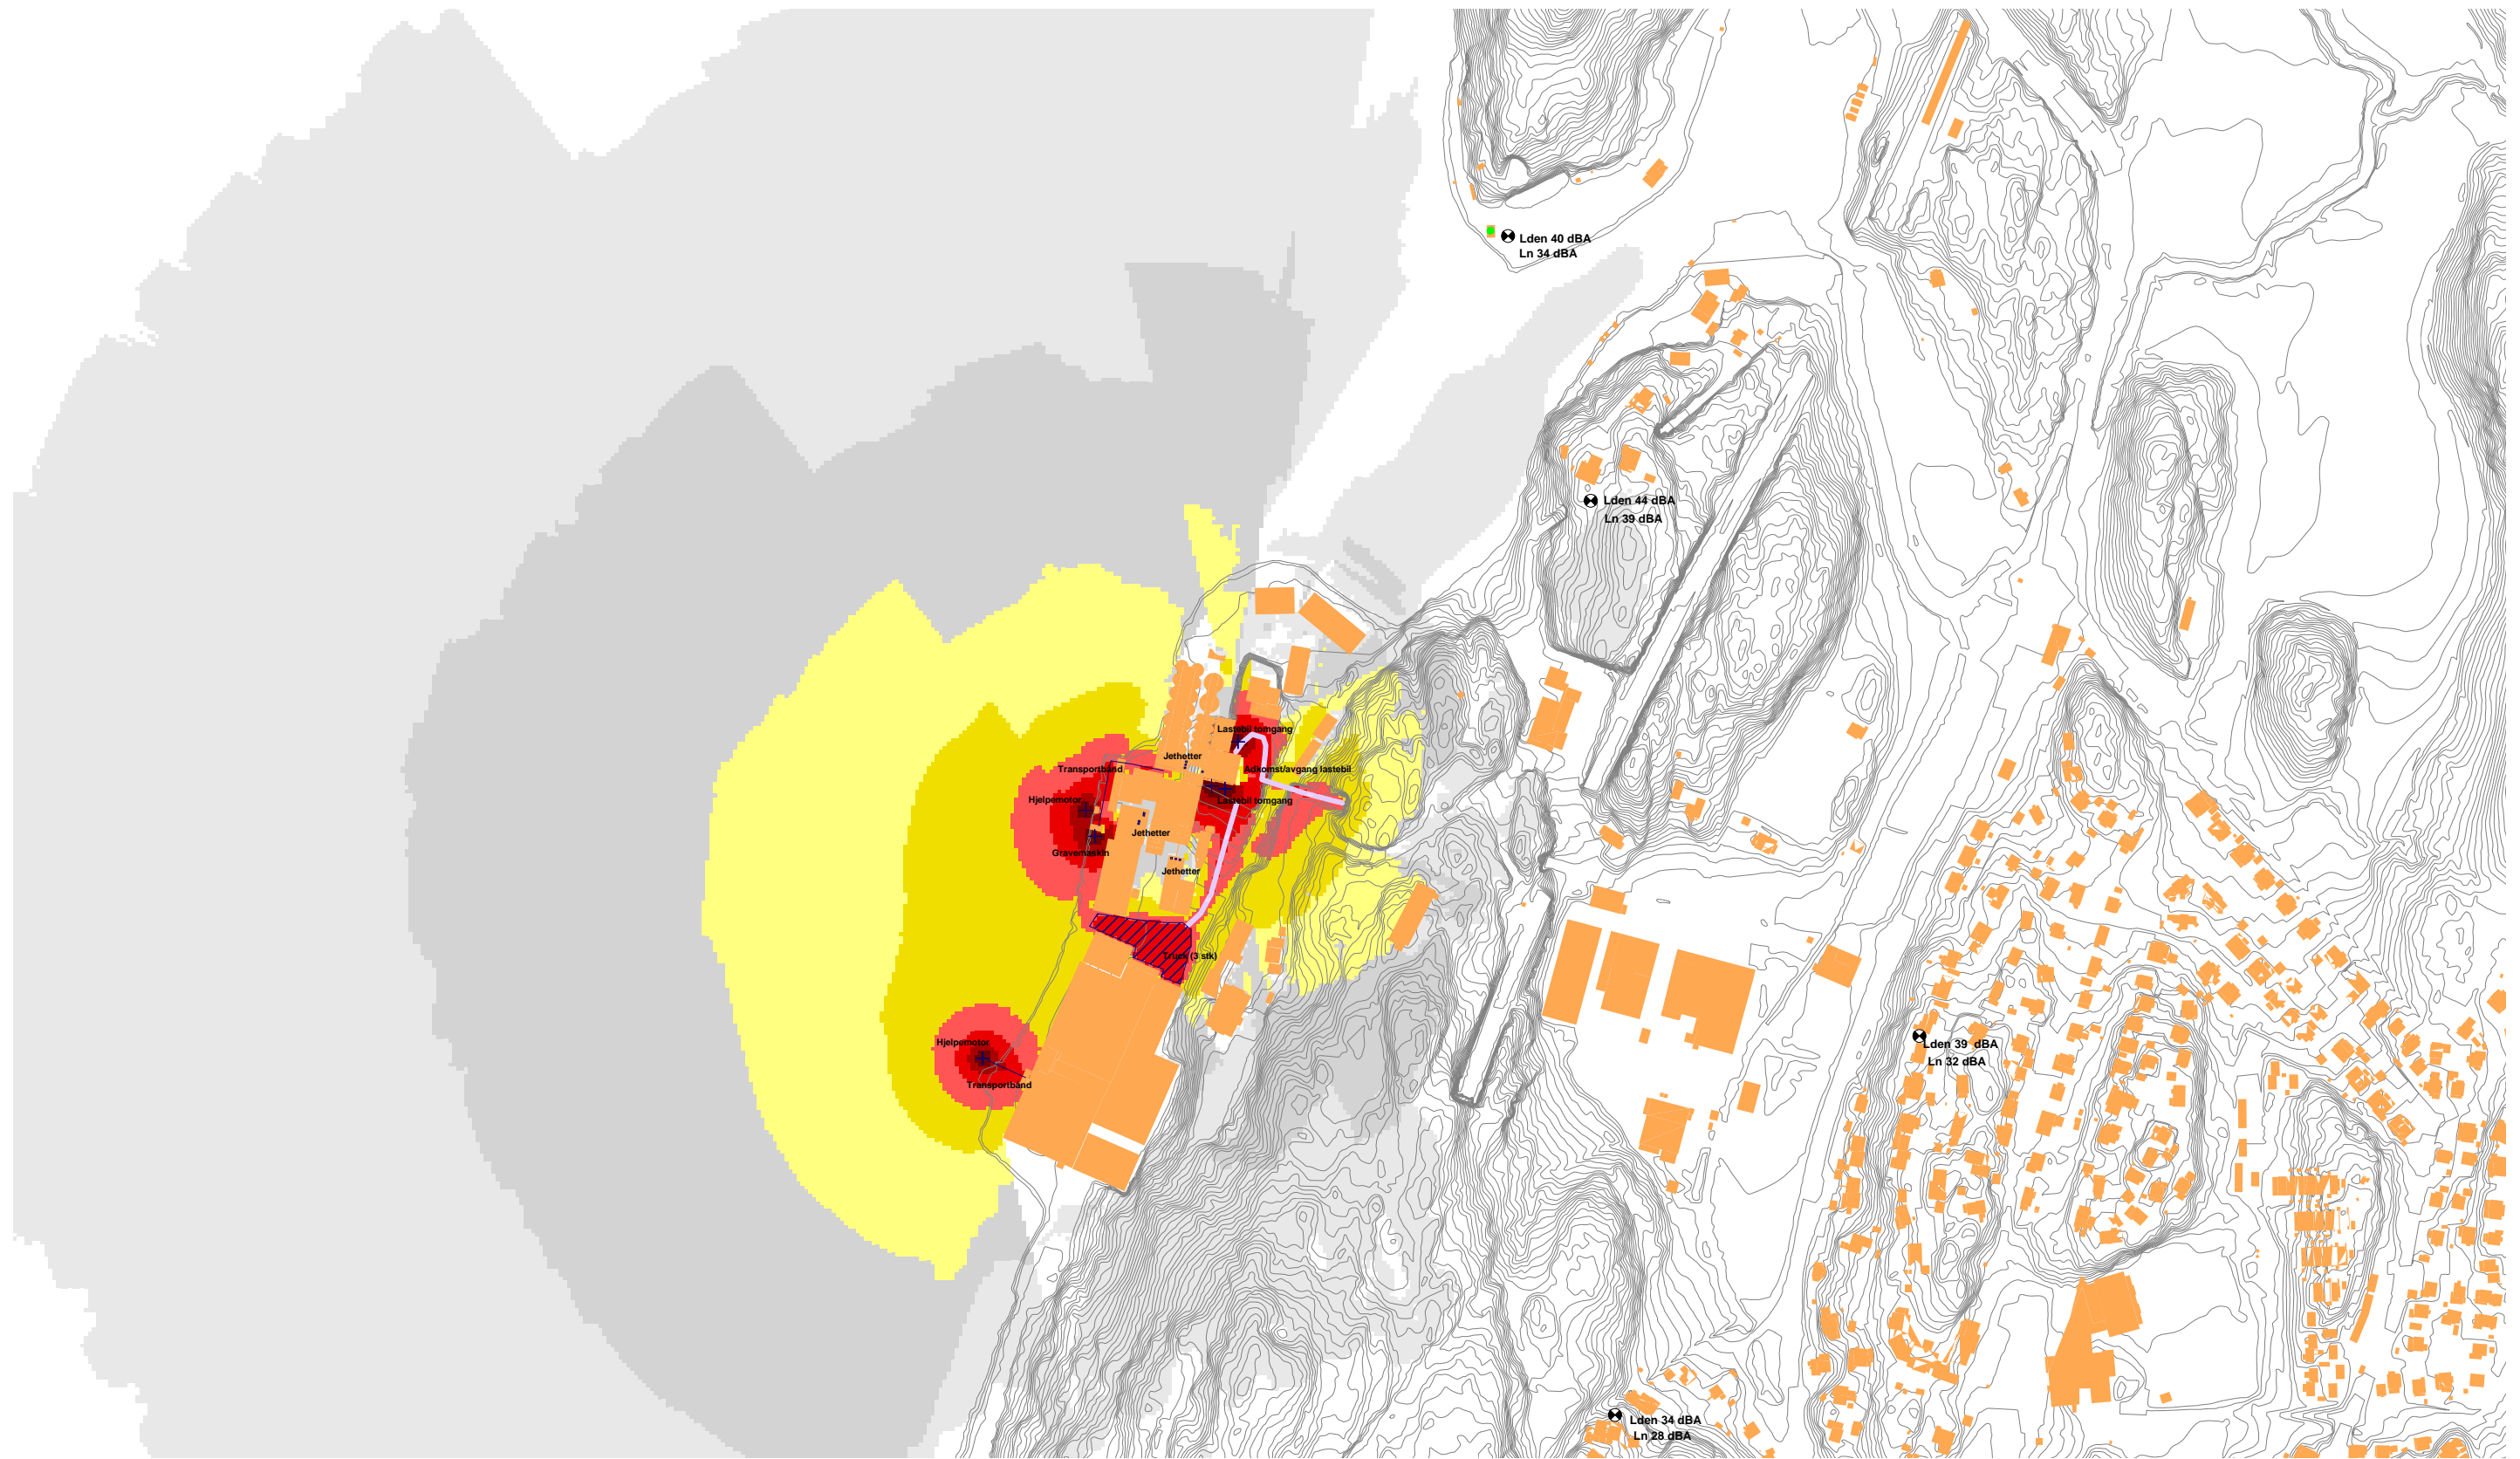 Lden 40 dBA
Ln 34 dBA
Lden 44 dBA
Ln 39 dBA
Lastebil tomgang
Jethetter
Transportbånd
Adkomst/avgang lastebil
Hjelpemotor
Lastebil tomgang
Jethetter
Gravemaskin
Jethetter
Truck (3 stk)
Hjelpemotor
Lden 39 dBA
Ln 32 dBA
Transportbånd
Lden 34 dBA
Ln 28 dBA